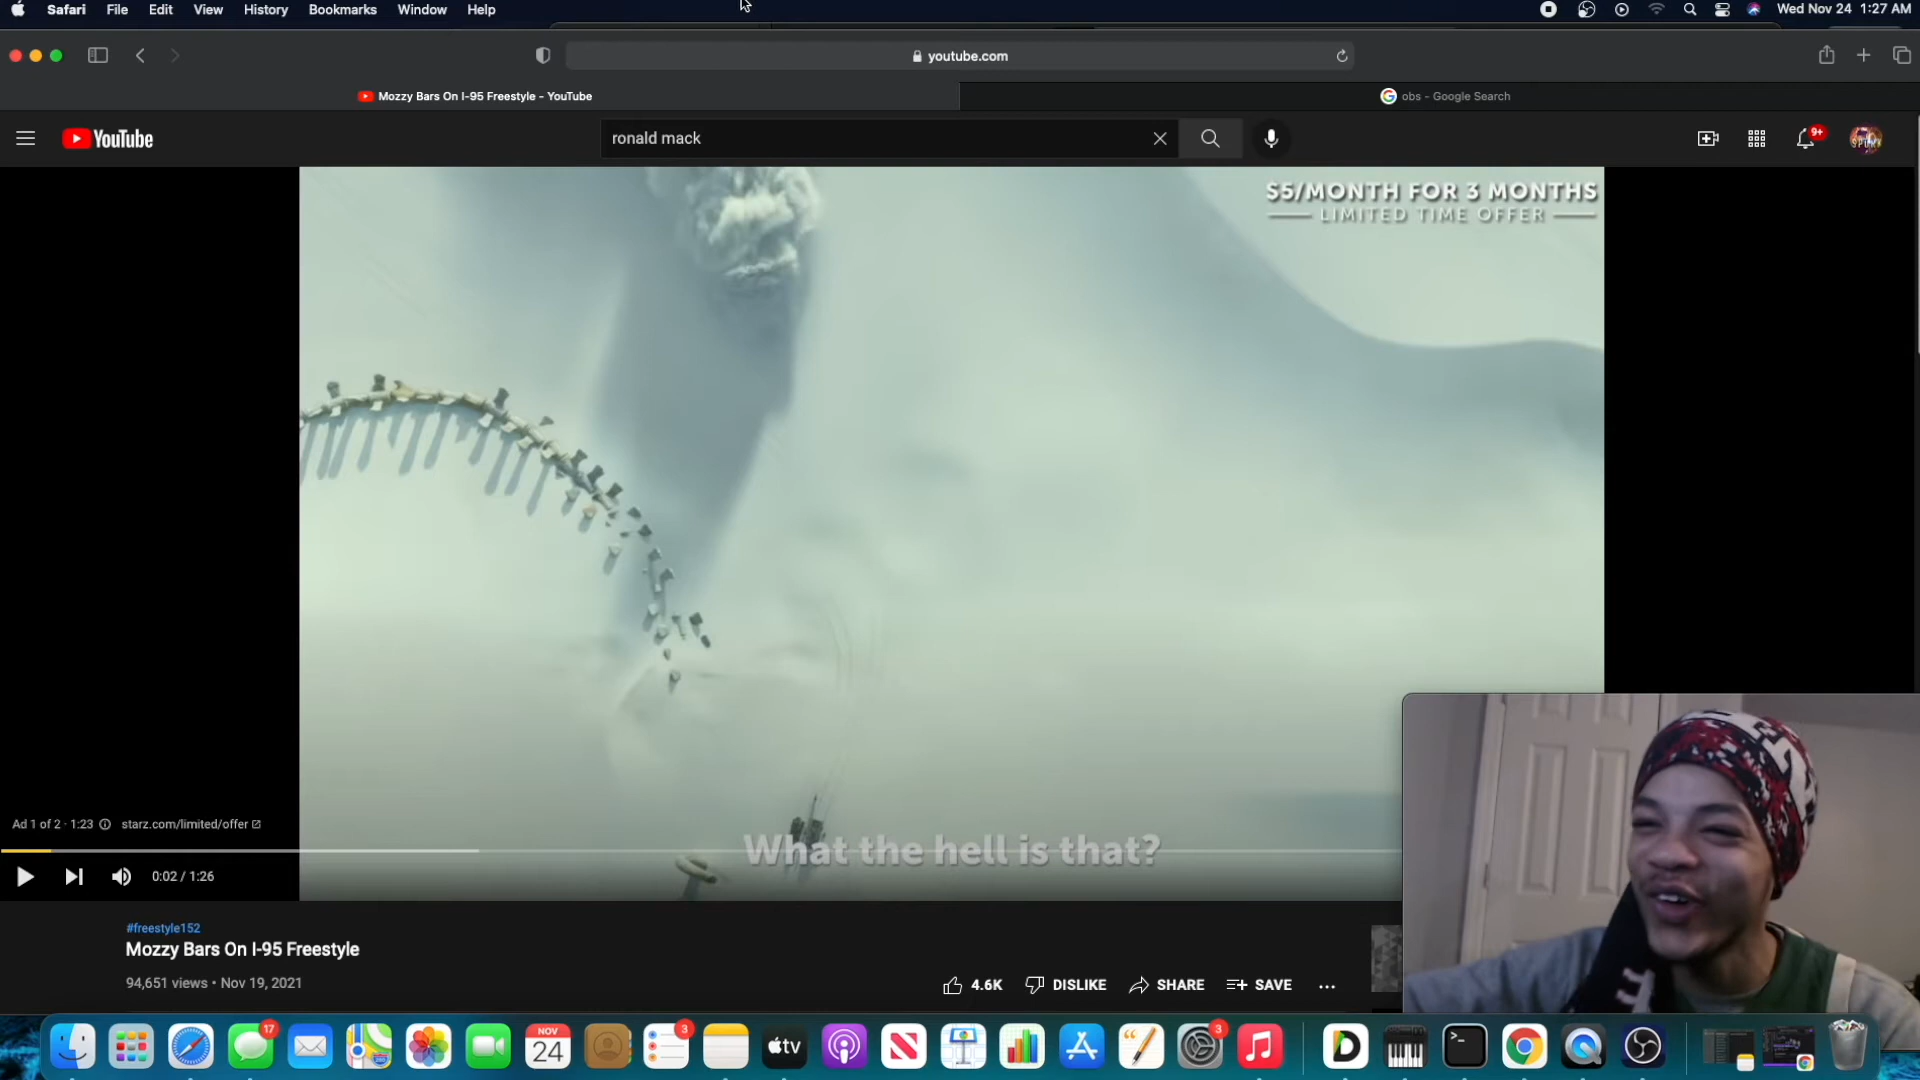 Safari File Edit View History Bookmarks Window Help Wed Nov 24 1:27 AM
youtube.com
Mozzy Bars On I-95 Freestyle - YouTube
obs - Google Search
YouTube
ronald mack
9+
$5/MONTH FOR 3 MONTHS
LIMITED TIME OFFER
What the hell is that?
Ad 1 of 2 · 1:23 starz.com/limited/offer
0:02 / 1:26
#freestyle152
Mozzy Bars On I-95 Freestyle
94,651 views • Nov 19, 2021
4.6K DISLIKE SHARE SAVE
17
NOV
24
3
tv
3